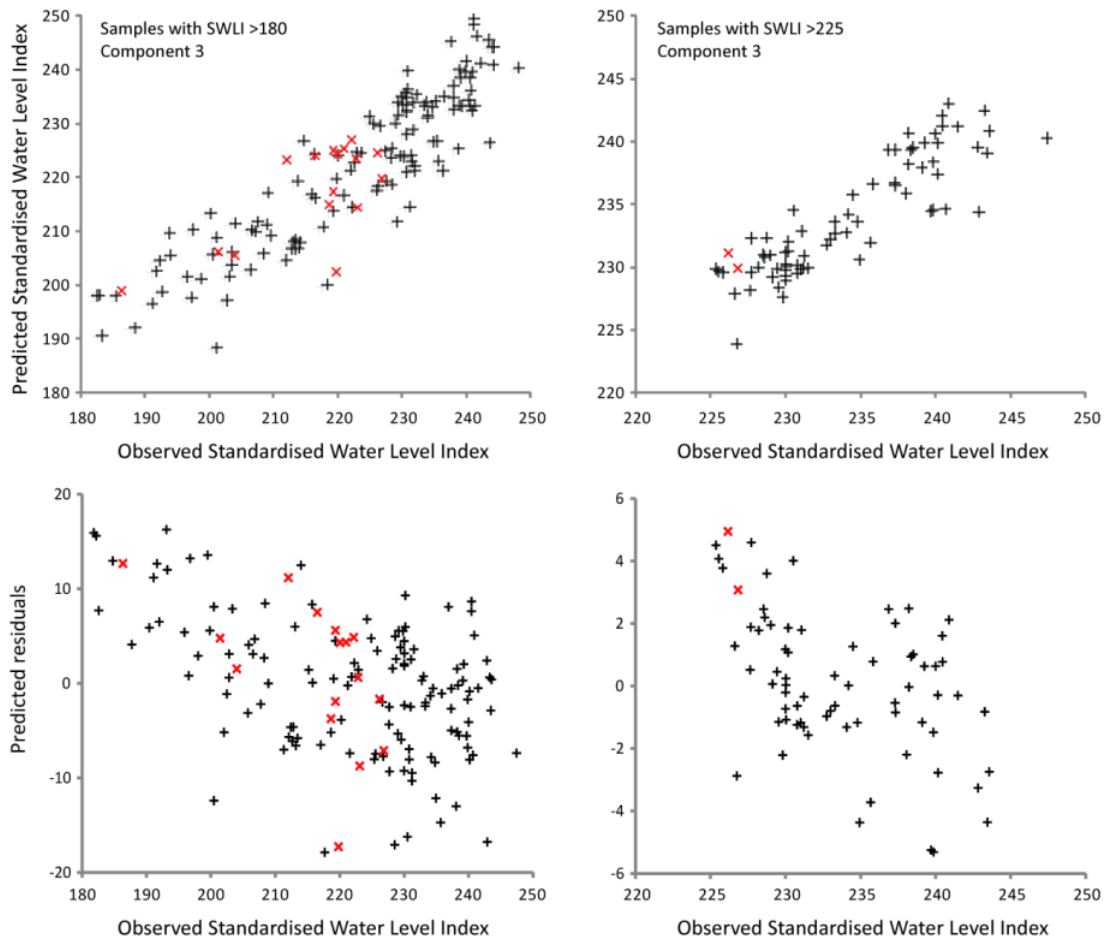 Samples with SWLI >180
Component 3
Predicted Standardised Water Level Index
250
240
230
220
210
200
190
180
180 190 200 210 220 230 240 250
Observed Standardised Water Level Index
Samples with SWLI >225
Component 3
250
245
240
235
230
225
220
220 225 230 235 240 245 250
Observed Standardised Water Level Index
Predicted residuals
20
10
0
-10
-20
180 190 200 210 220 230 240 250
Observed Standardised Water Level Index
6
4
2
0
-2
-4
-6
220 225 230 235 240 245 250
Observed Standardised Water Level Index